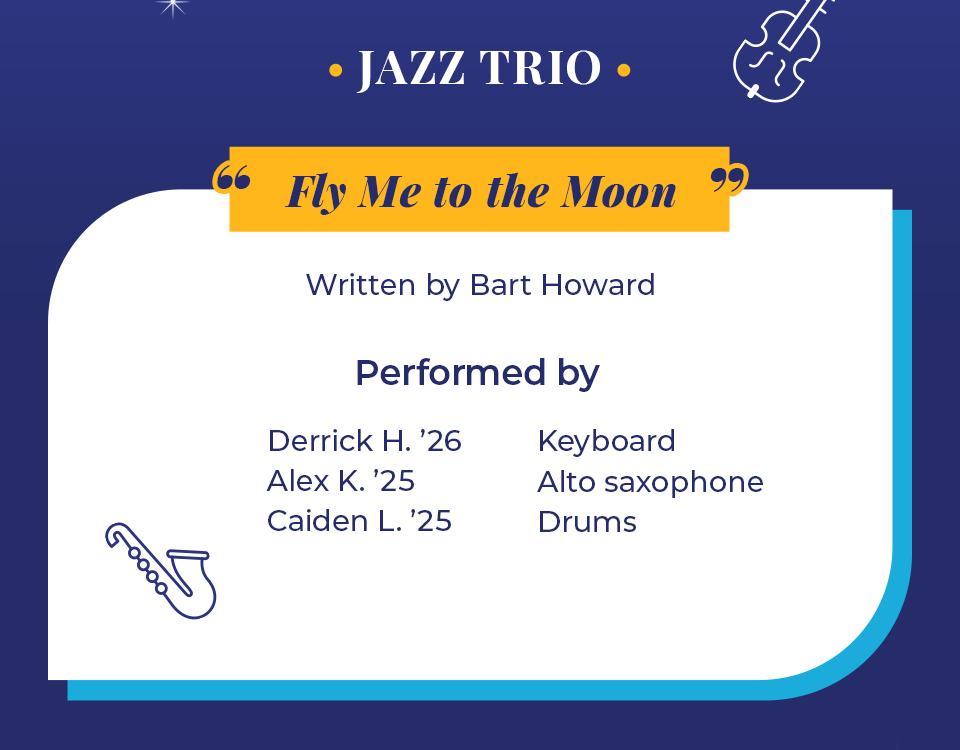 • JAZZ TRIO •
“ Fly Me to the Moon ”
Written by Bart Howard
Performed by
Derrick H. ’26 Keyboard
Alex K. ’25 Alto saxophone
Caiden L. ’25 Drums